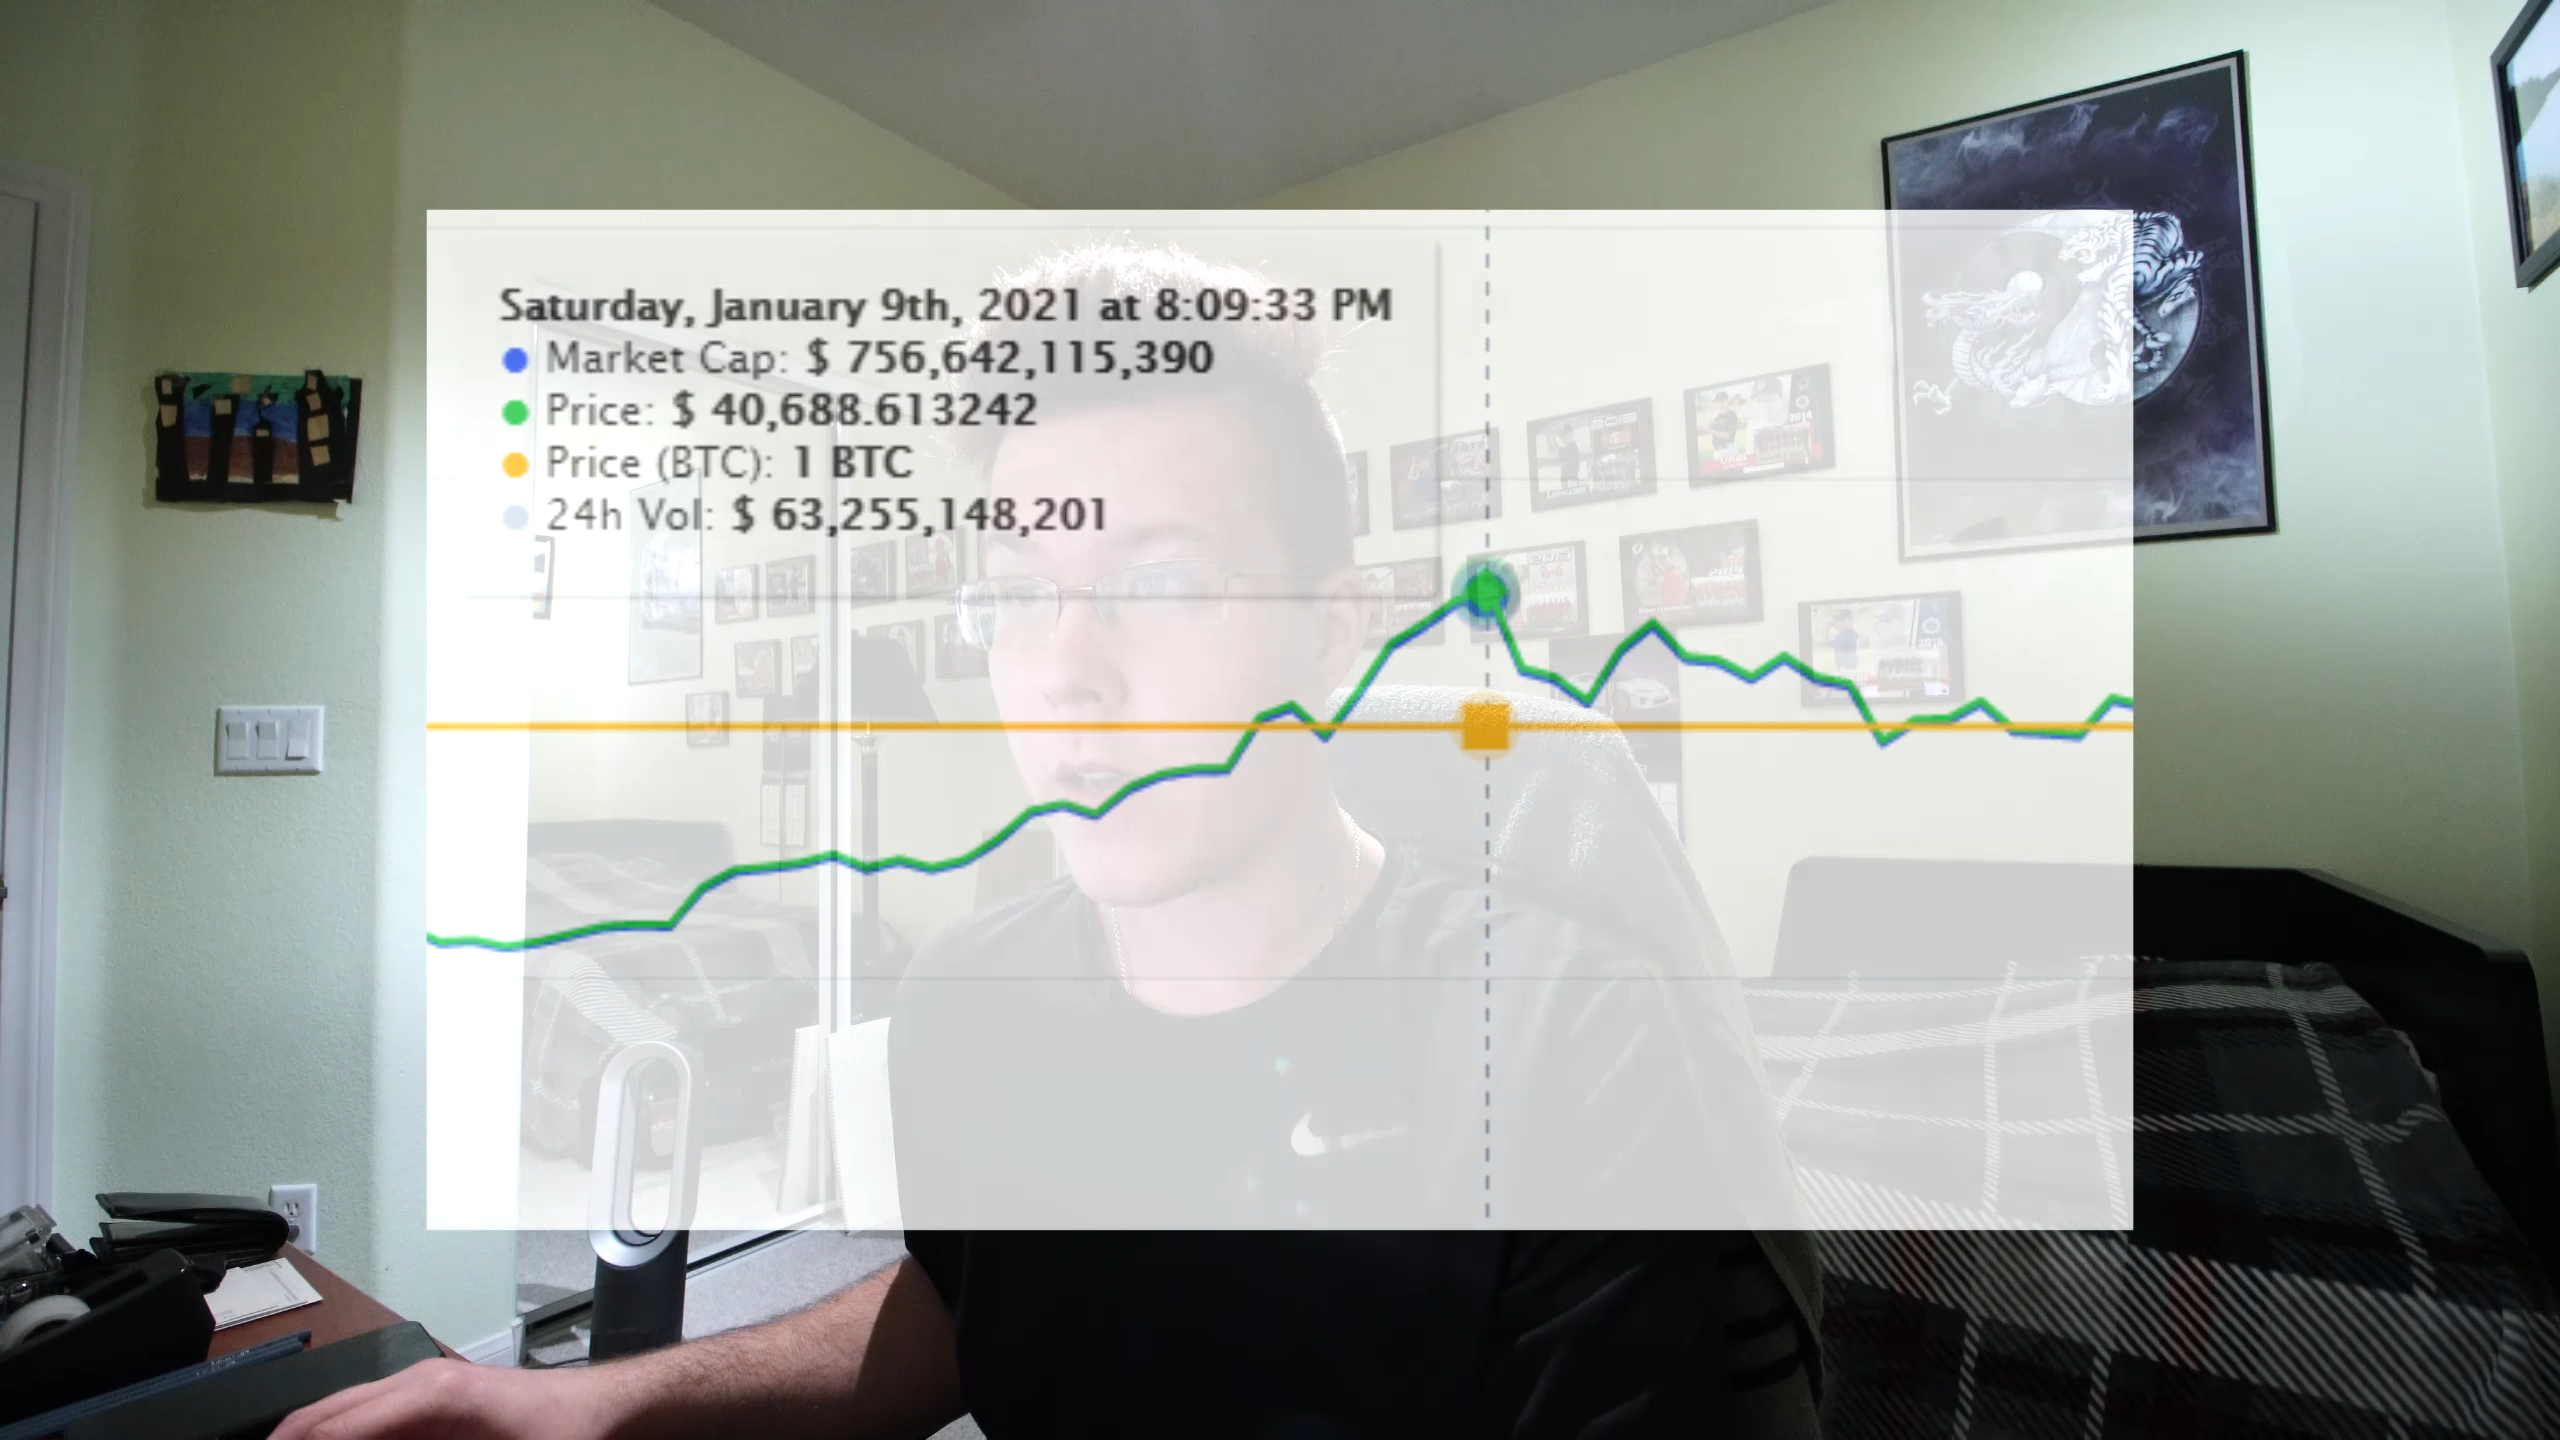 Saturday, January 9th, 2021 at 8:09:33 PM
Market Cap: $ 756,642,115,390
Price: $ 40,688.613242
Price (BTC): 1 BTC
24h Vol: $ 63,255,148,201
2014